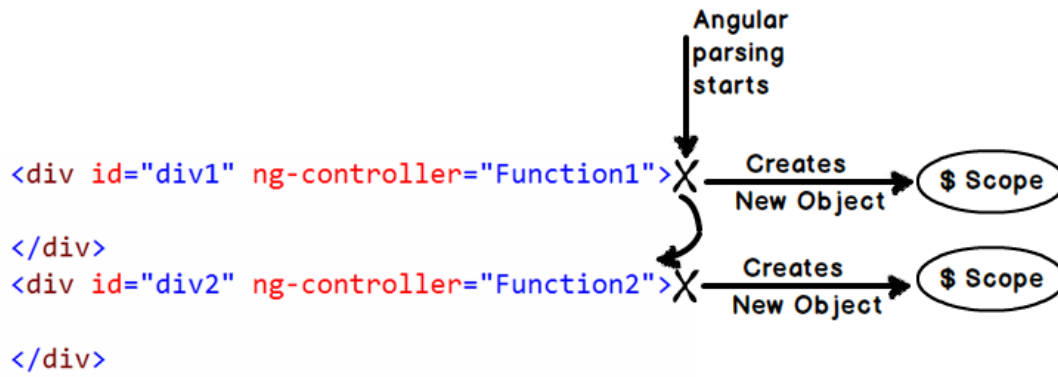 Angular
parsing
starts
<div id="div1" ng-controller="Function1">X
Creates
New Object
$ Scope
</div>
<div id="div2" ng-controller="Function2">X
Creates
New Object
$ Scope
</div>